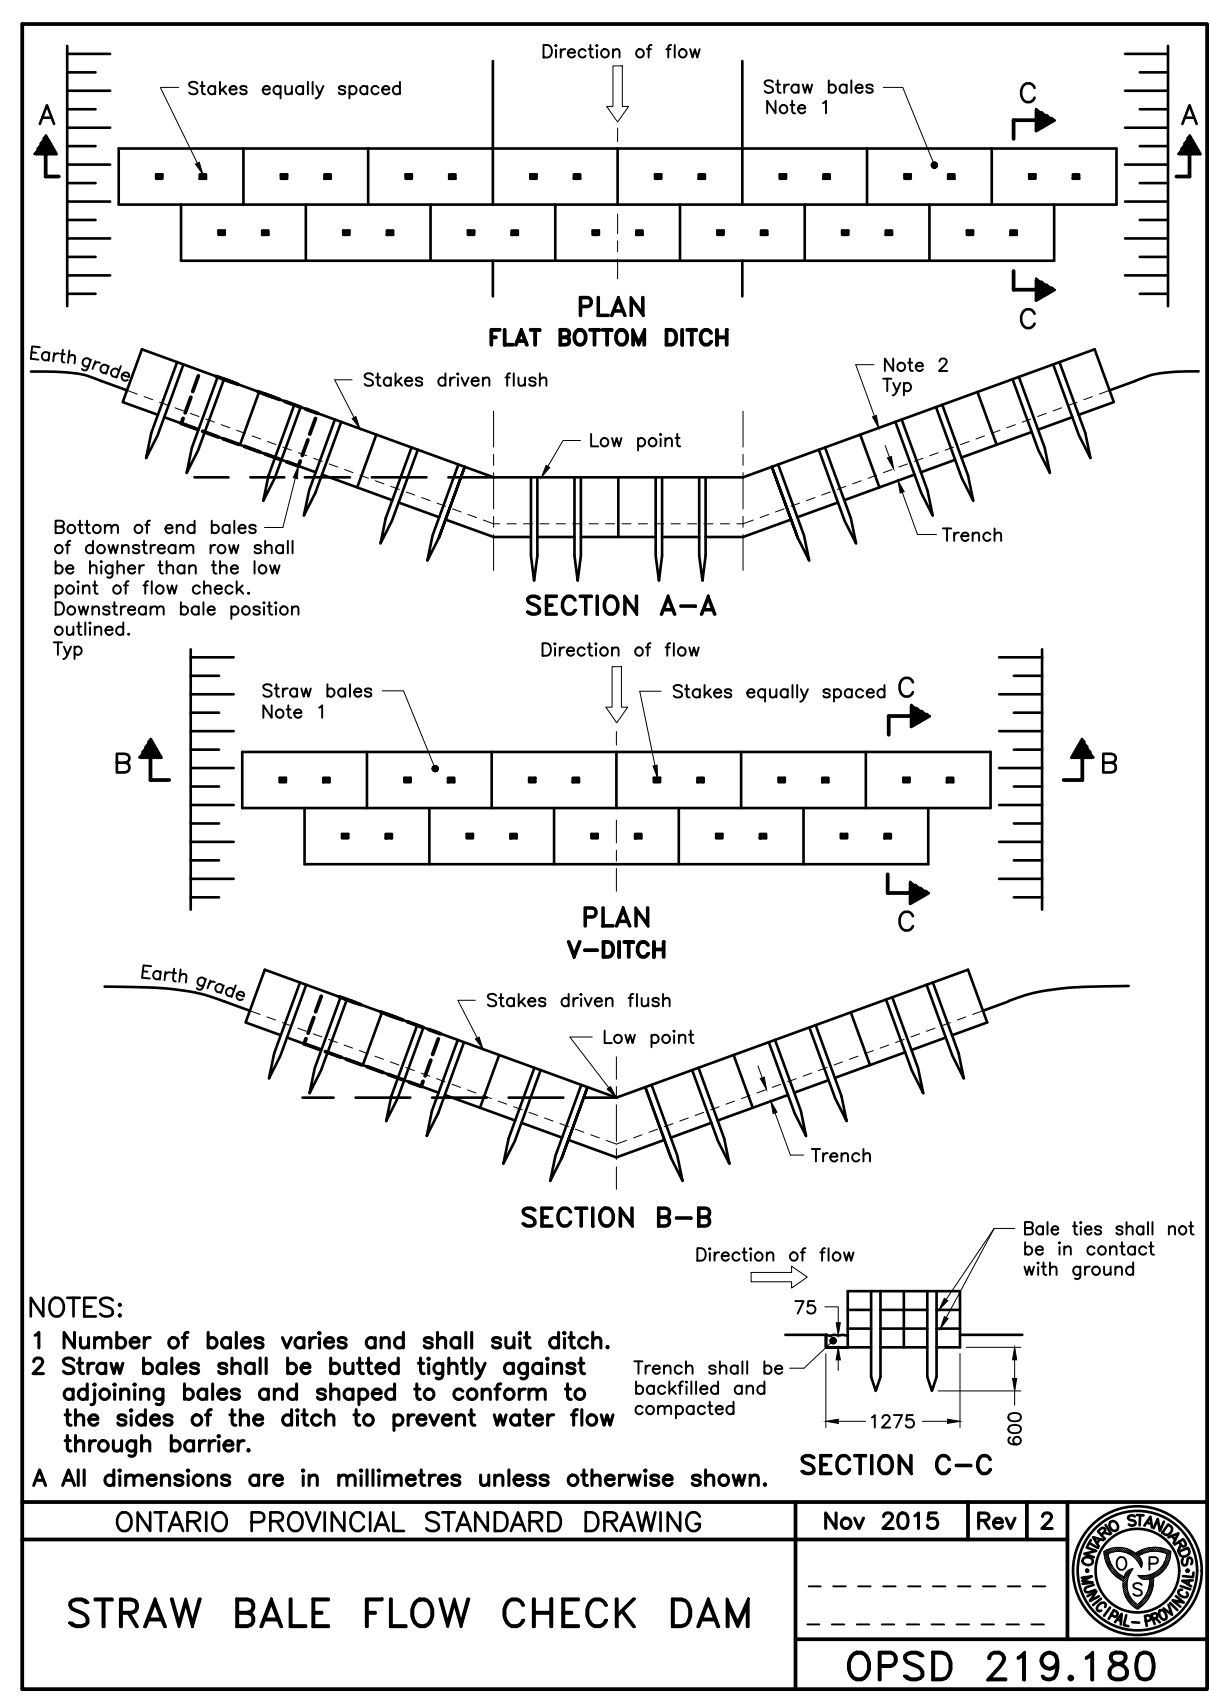 Direction of flow
Stakes equally spaced
Straw bales
Note 1
C
A
A
C
PLAN
FLAT BOTTOM DITCH
Earth grade
Stakes driven flush
Note 2
Typ
Low point
Trench
Bottom of end bales
of downstream row shall
be higher than the low
point of flow check.
Downstream bale position
outlined.
Typ
SECTION A-A
Direction of flow
Straw bales
Note 1
Stakes equally spaced
C
B
B
C
PLAN
V-DITCH
Earth grade
Stakes driven flush
Low point
Trench
SECTION B-B
Direction of flow
Bale ties shall not
be in contact
with ground
75
Trench shall be
backfilled and
compacted
1275
600
SECTION C-C
NOTES:
1 Number of bales varies and shall suit ditch.
2 Straw bales shall be butted tightly against
adjoining bales and shaped to conform to
the sides of the ditch to prevent water flow
through barrier.
A All dimensions are in millimetres unless otherwise shown.
ONTARIO PROVINCIAL STANDARD DRAWING
Nov 2015 Rev 2
STRAW BALE FLOW CHECK DAM
ONTARIO STANDARDS
MUNICIPAL-PROVINCIAL
O P
S
OPSD 219.180